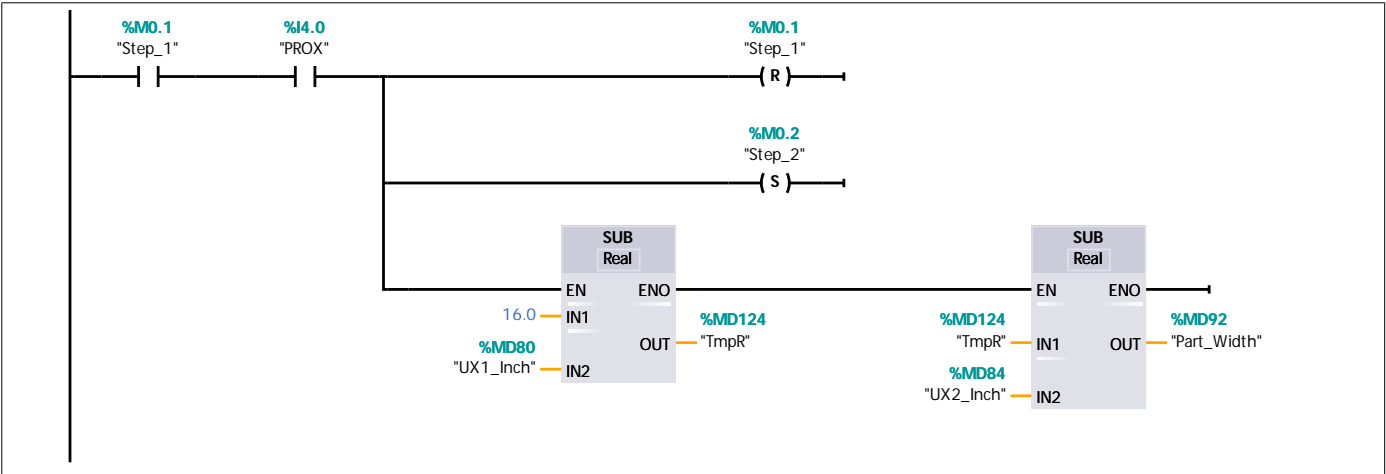 %M0.1 %I4.0 %M0.1
"Step_1" "PROX" "Step_1"
( R )
%M0.2
"Step_2"
( S )
SUB SUB
Real Real
EN ENO EN ENO
16.0 IN1 %MD124 %MD124 %MD92
OUT "TmpR" "TmpR" IN1 OUT "Part_Width"
%MD80
"UX1_Inch" IN2 %MD84
"UX2_Inch" IN2